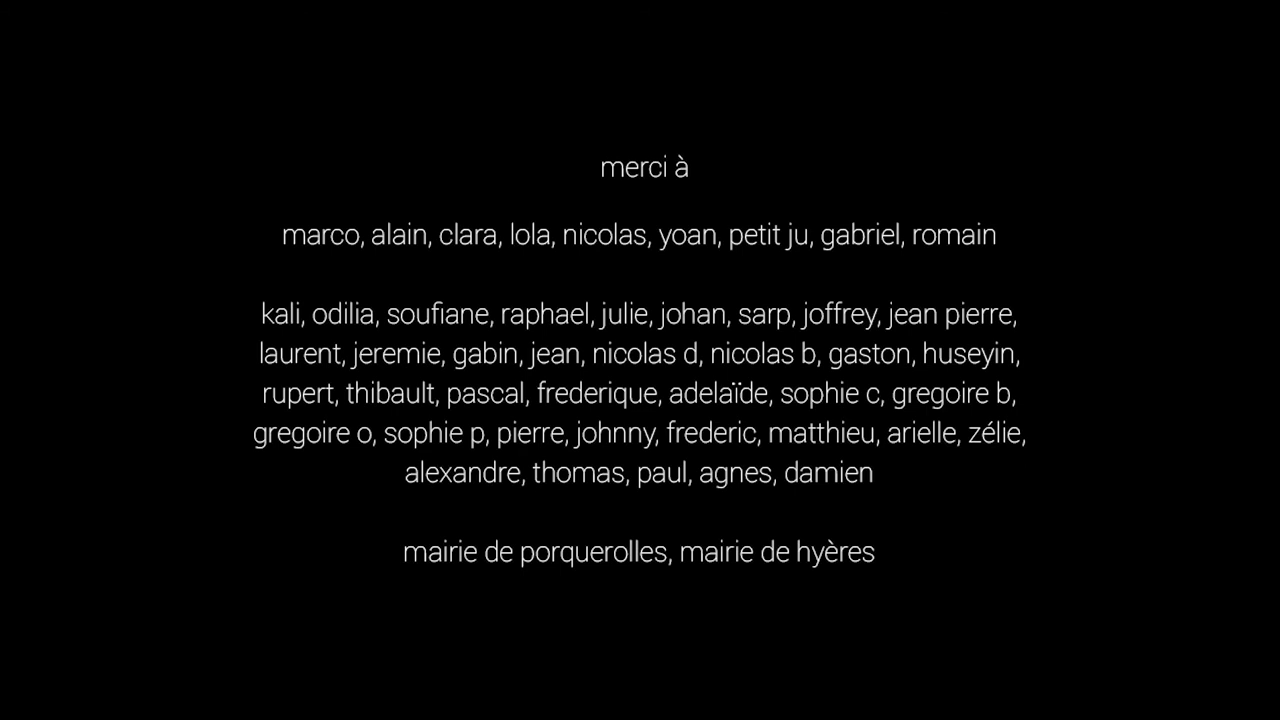 merci à
marco, alain, clara, lola, nicolas, yoan, petit ju, gabriel, romain
kali, odilia, soufiane, raphael, julie, johan, sarp, joffrey, jean pierre,
laurent, jeremie, gabin, jean, nicolas d, nicolas b, gaston, huseyin,
rupert, thibault, pascal, frederique, adelaïde, sophie c, gregoire b,
gregoire o, sophie p, pierre, johnny, frederic, matthieu, arielle, zélie,
alexandre, thomas, paul, agnes, damien
mairie de porquerolles, mairie de hyères